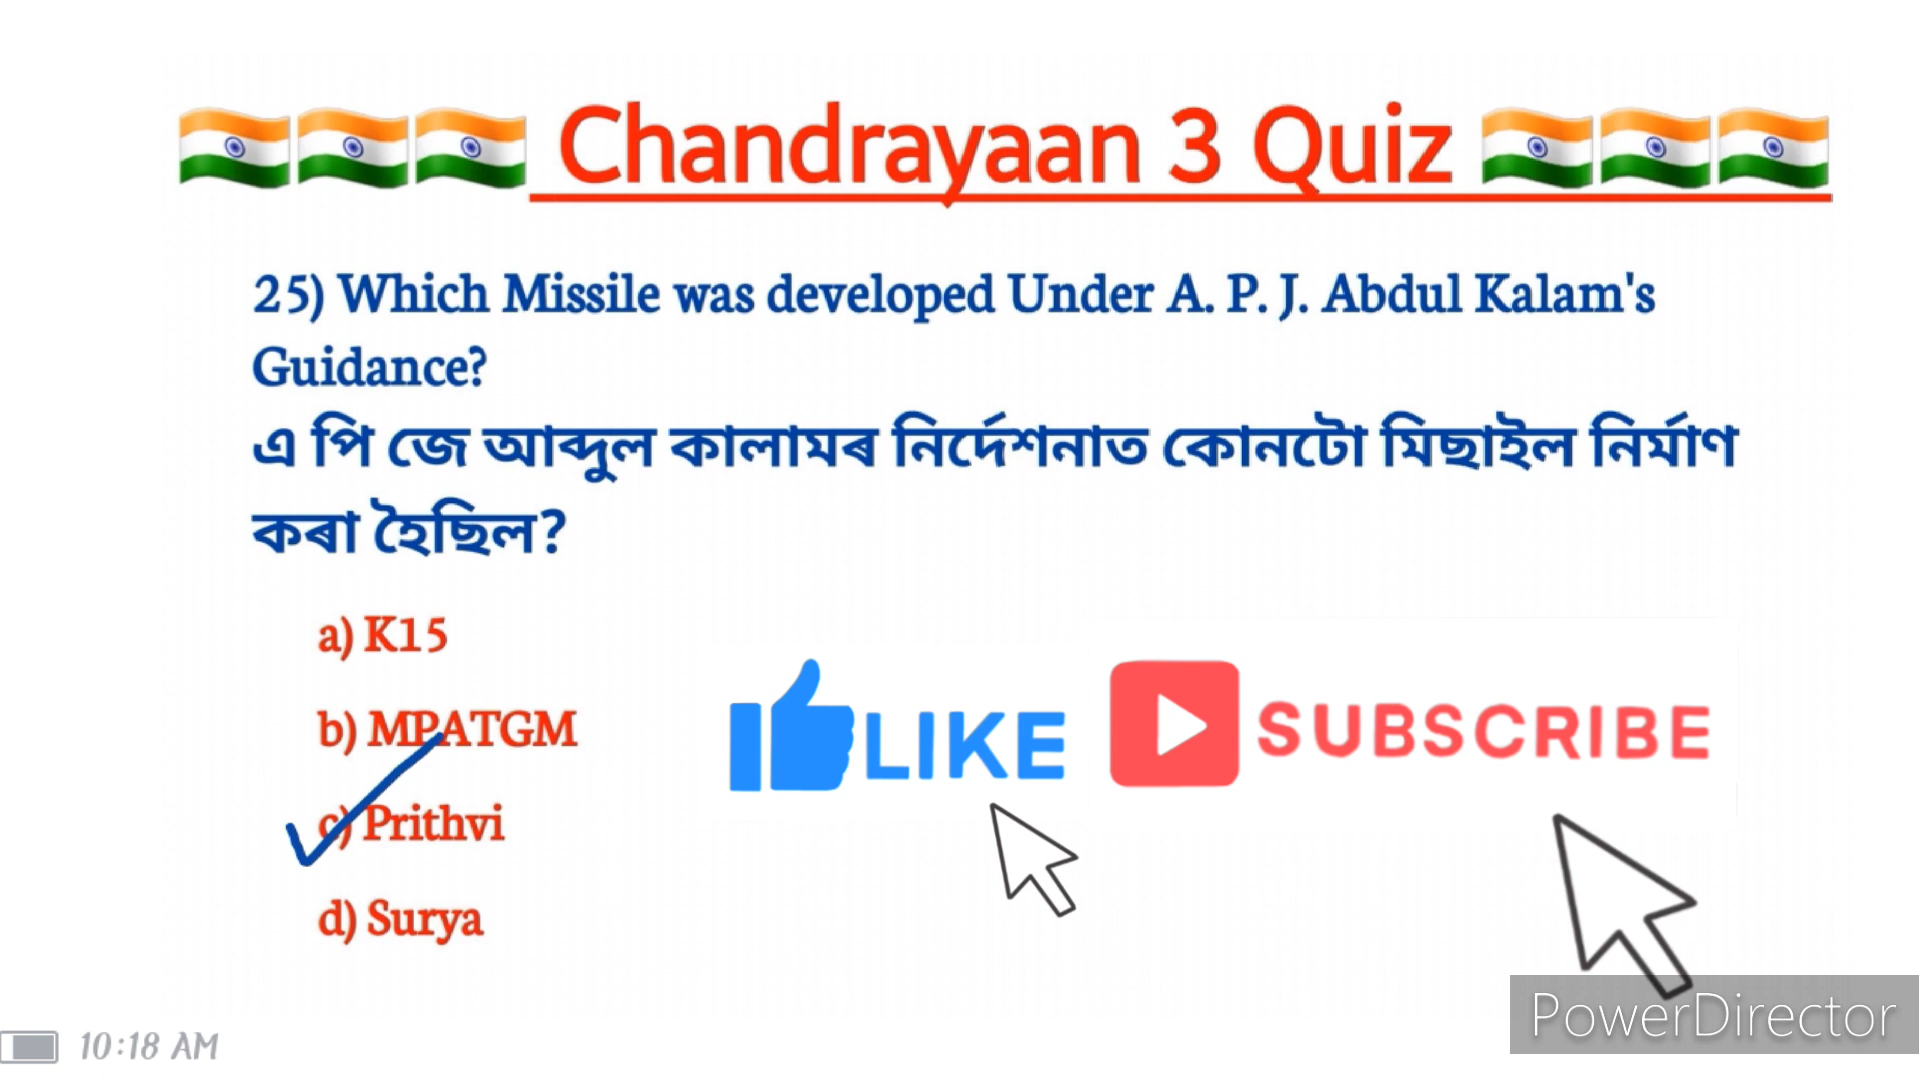 Chandrayaan 3 Quiz
25) Which Missile was developed Under A. P. J. Abdul Kalam's
Guidance?
এ পি জে আব্দুল কালামৰ নিৰ্দেশনাত কোনটো মিছাইল নিৰ্মাণ
কৰা হৈছিল?
a) K15
b) MPATGM
c) Prithvi
d) Surya
LIKE
SUBSCRIBE
PowerDirector
10:18 AM